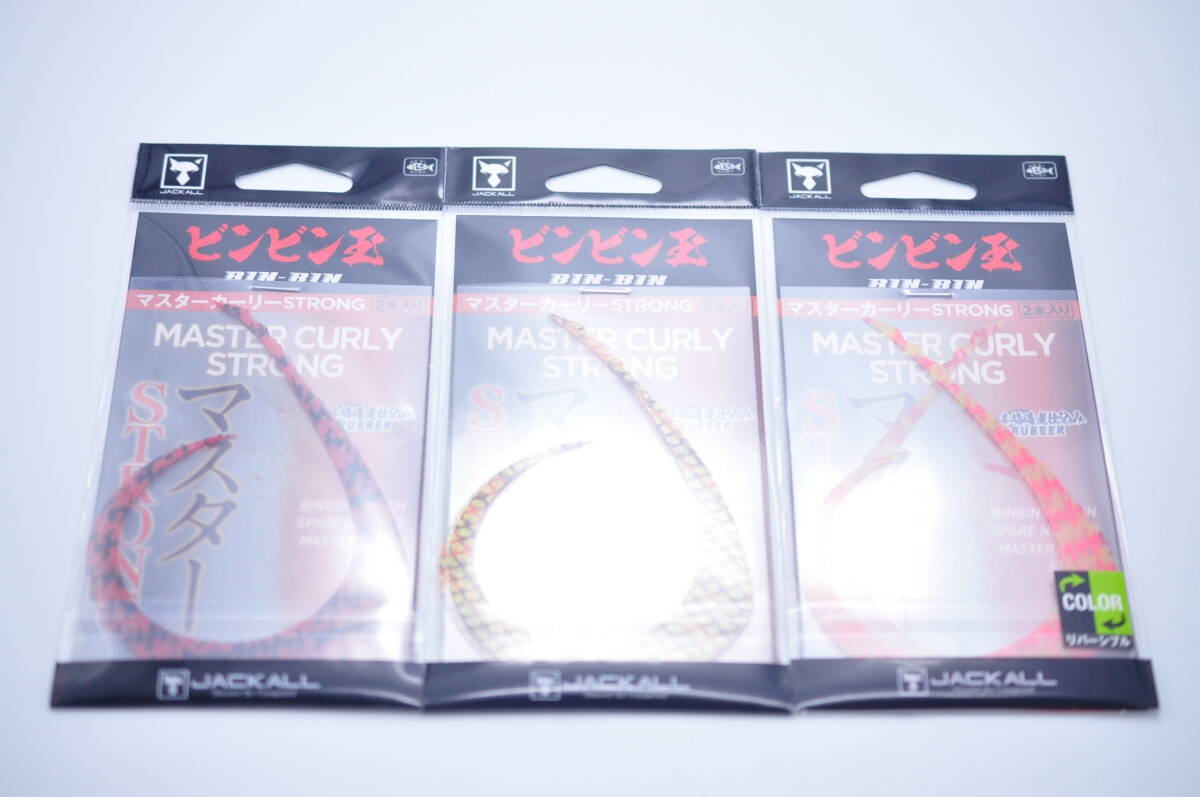 JACKALL
ビンビン玉
BIN-BIN
マスターカーリーSTRONG 2本入り
MASTER CURLY
STRONG
マスター
RUBBER
SPARE
MASTER
JACKALL
JACKALL
ビンビン玉
BIN-BIN
マスターカーリーSTRONG 2本入り
MASTER CURLY
STRONG
RUBBER
JACKALL
JACKALL
ビンビン玉
BIN-BIN
マスターカーリーSTRONG 2本入り
MASTER CURLY
STRONG
RUBBER
SPARE
MASTER
COLOR
リバーシブル
JACKALL